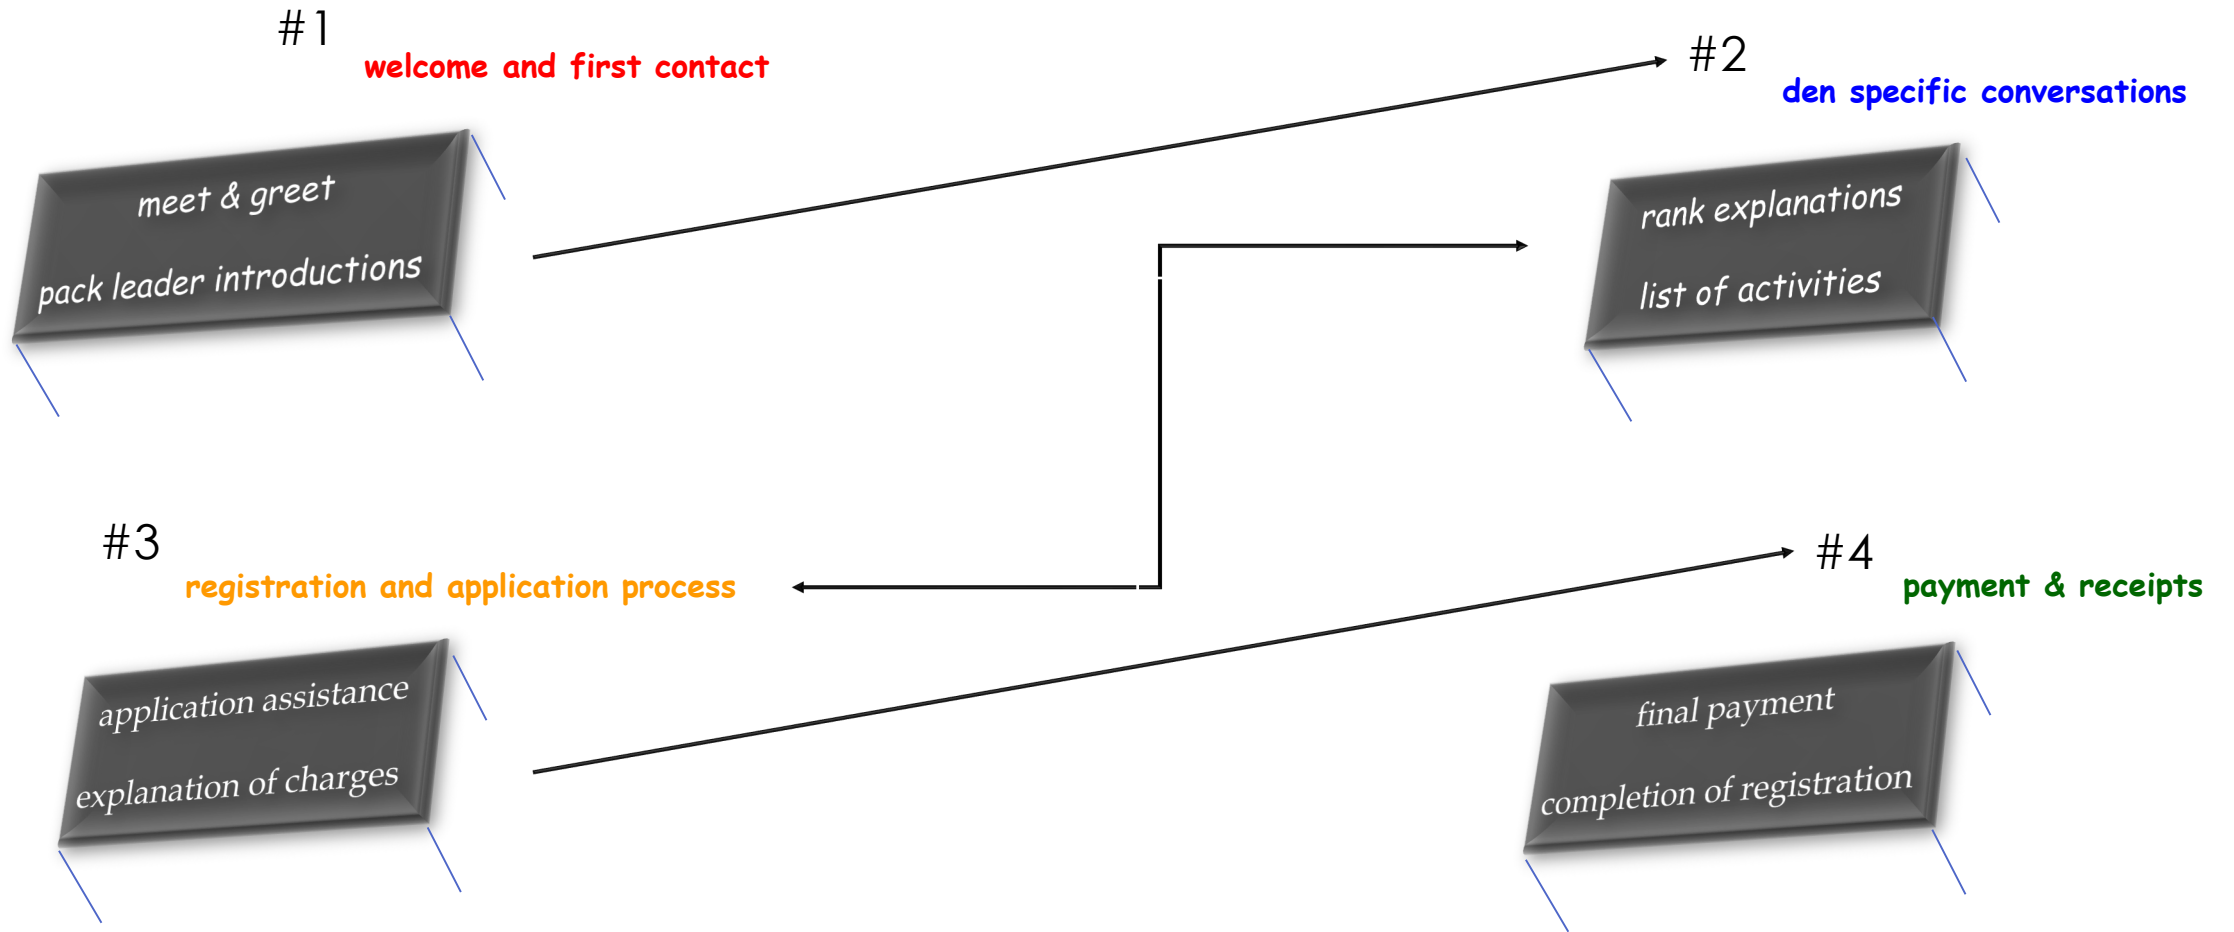 #1
welcome and first contact
meet & greet
pack leader introductions
#2
den specific conversations
rank explanations
list of activities
#3
registration and application process
application assistance
explanation of charges
#4
payment & receipts
final payment
completion of registration